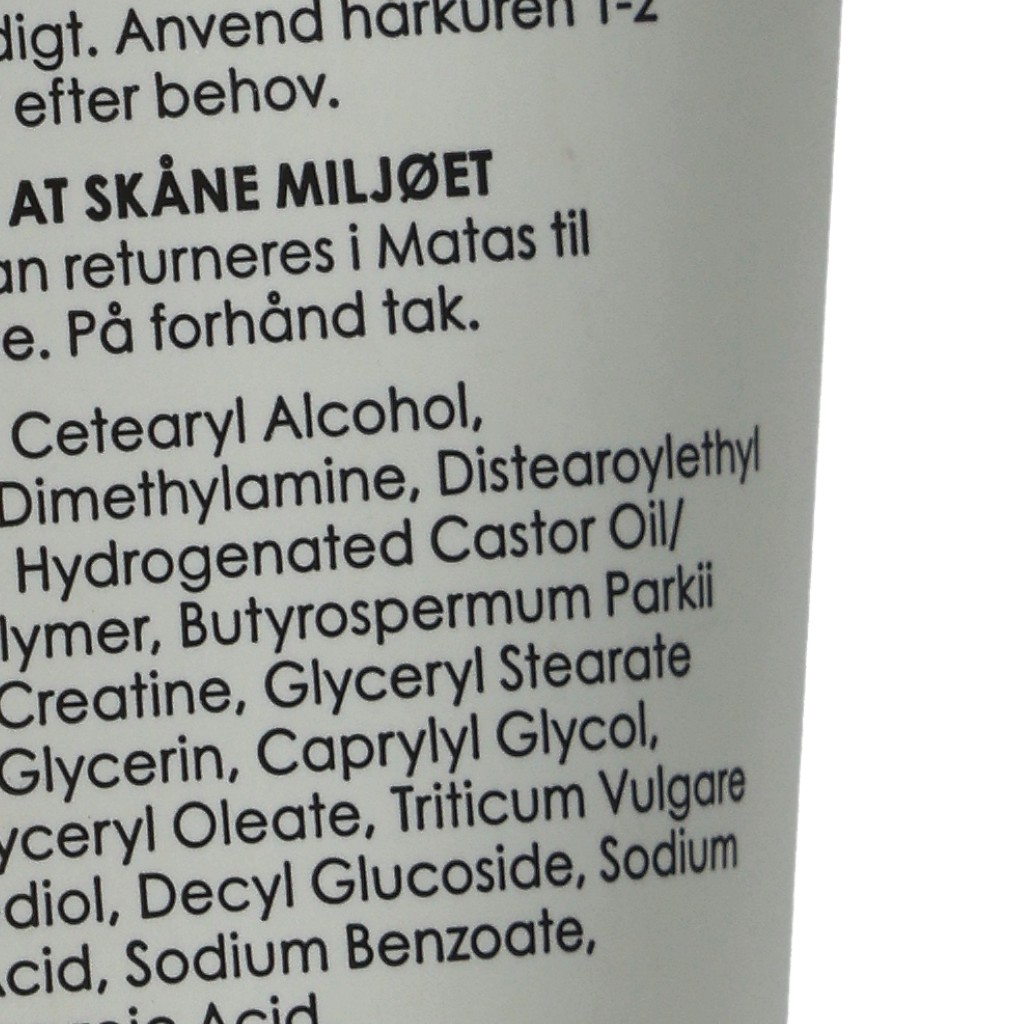 digt. Anvend hårkuren 1-2
efter behov.
AT SKÅNE MILJØET
an returneres i Matas til
e. På forhånd tak.
Cetearyl Alcohol,
Dimethylamine, Distearoylethyl
Hydrogenated Castor Oil/
lymer, Butyrospermum Parkii
Creatine, Glyceryl Stearate
Glycerin, Caprylyl Glycol,
yceryl Oleate, Triticum Vulgare
diol, Decyl Glucoside, Sodium
Acid, Sodium Benzoate,
Acid